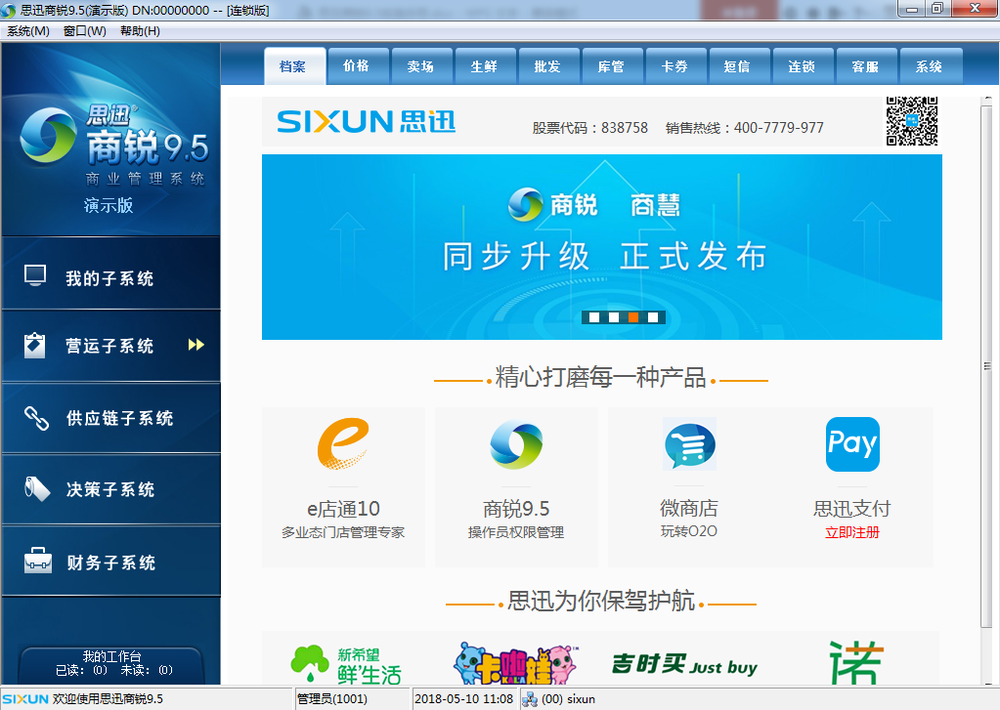 思迅商锐9.5(演示版) DN:00000000 -- [连锁版]
系统(M) 窗口(W) 帮助(H)
档案 价格 卖场 生鲜 批发 库管 卡券 短信 连锁 客服 系统
思迅®
商锐9.5
商业管理系统
演示版
我的子系统
营运子系统
供应链子系统
决策子系统
财务子系统
我的工作台
已读: (0) 未读: (0)
SIXUN思迅
股票代码：838758 销售热线：400-7779-977
商锐 商慧
同步升级 正式发布
精心打磨每一种产品
e
Pay
e店通10 商锐9.5 微商店 思迅支付
多业态门店管理专家 操作员权限管理 玩转O2O 立即注册
思迅为你保驾护航
新希望
鲜生活
卡啦娃
吉时买 Just buy
诺
SIXUN 欢迎使用思迅商锐9.5 管理员(1001) 2018-05-10 11:08 (00) sixun